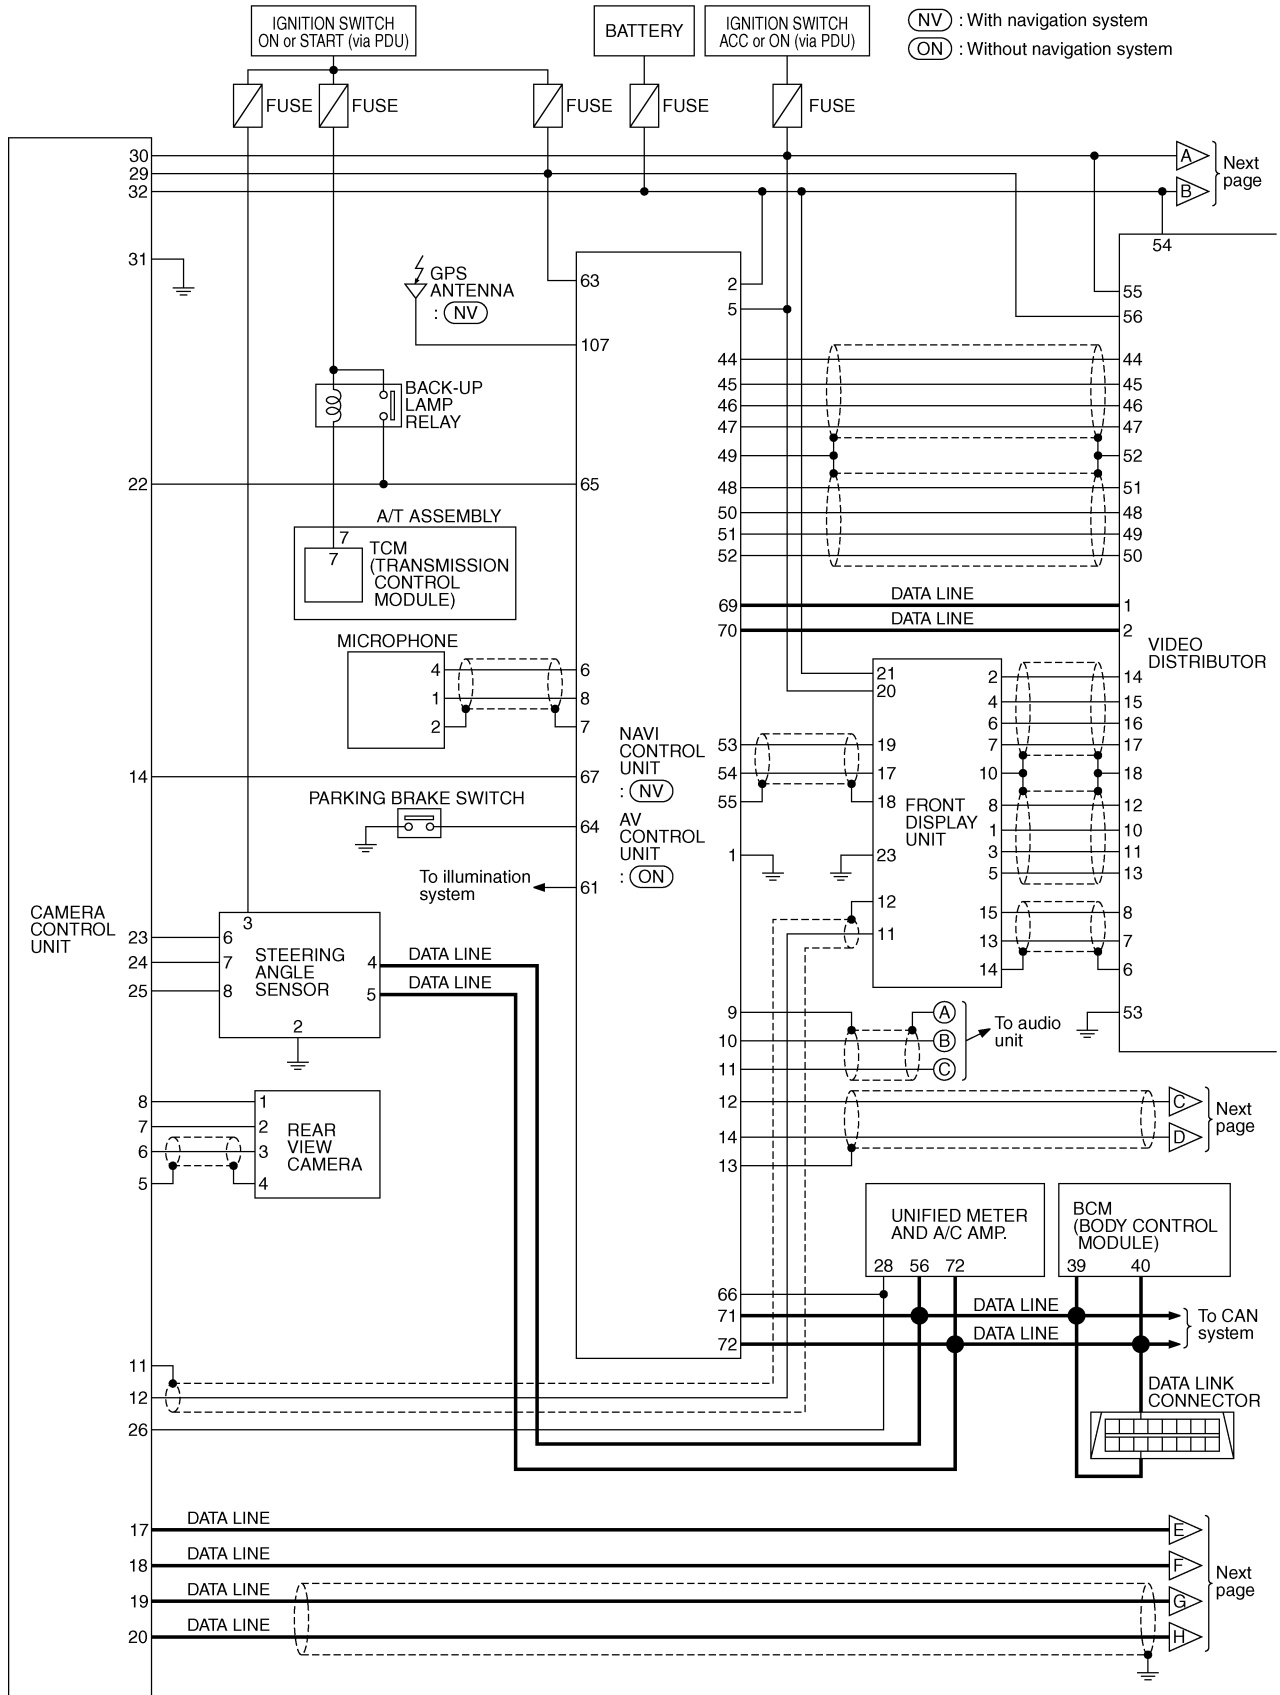 IGNITION SWITCH
ON or START (via PDU)
BATTERY
IGNITION SWITCH
ACC or ON (via PDU)
NV : With navigation system
ON : Without navigation system
FUSE
FUSE
FUSE
FUSE
FUSE
30
29
32
A
B
Next
page
54
31
GPS
ANTENNA
: NV
63
107
2
5
55
56
44
45
46
47
49
48
50
51
52
44
45
46
47
52
51
48
49
50
BACK-UP
LAMP
RELAY
22
65
A/T ASSEMBLY
7
7
TCM
(TRANSMISSION
CONTROL
MODULE)
69
DATA LINE
1
70
DATA LINE
2
VIDEO
DISTRIBUTOR
MICROPHONE
4
1
2
6
8
7
21
20
2
4
6
7
10
8
1
3
5
14
15
16
17
18
12
10
11
13
NAVI
CONTROL
UNIT
: NV
AV
CONTROL
UNIT
: ON
53
54
55
19
17
18
FRONT
DISPLAY
UNIT
14
67
PARKING BRAKE SWITCH
64
1
23
To illumination
system
61
12
11
15
13
14
8
7
6
CAMERA
CONTROL
UNIT
23
24
25
3
6
7
8
STEERING
ANGLE
SENSOR
4
5
2
DATA LINE
DATA LINE
9
10
11
A
B
C
To audio
unit
53
8
7
6
5
1
2
3
4
REAR
VIEW
CAMERA
12
14
13
C
D
Next
page
UNIFIED METER
AND A/C AMP.
28
56
72
BCM
(BODY CONTROL
MODULE)
39
40
66
71
72
DATA LINE
DATA LINE
To CAN
system
11
12
26
DATA LINK
CONNECTOR
17
DATA LINE
E
18
DATA LINE
F
19
DATA LINE
G
20
DATA LINE
H
Next
page